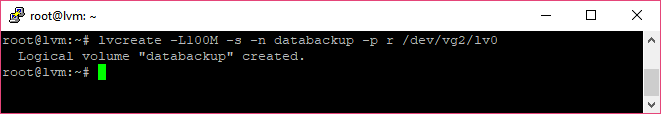 root@lvm: ~
root@lvm:~# lvcreate -L100M -s -n databackup -p r /dev/vg2/lv0
  Logical volume "databackup" created.
root@lvm:~#